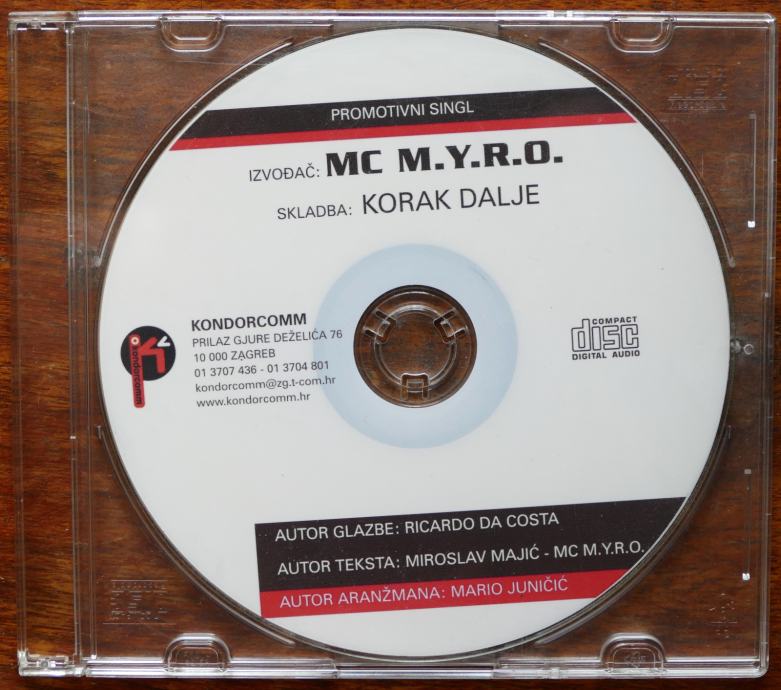 PROMOTIVNI SINGL
IZVOĐAČ: MC M.Y.R.O.
SKLADBA: KORAK DALJE
KONDORCOMM
PRILAZ GJURE DEŽELIĆA 76
10 000 ZAGREB
01 3707 436 - 01 3704 801
kondorcomm@zg.t-com.hr
www.kondorcomm.hr
kondorcomm
COMPACT
disc
DIGITAL AUDIO
AUTOR GLAZBE: RICARDO DA COSTA
AUTOR TEKSTA: MIROSLAV MAJIĆ - MC M.Y.R.O.
AUTOR ARANŽMANA: MARIO JUNIČIĆ